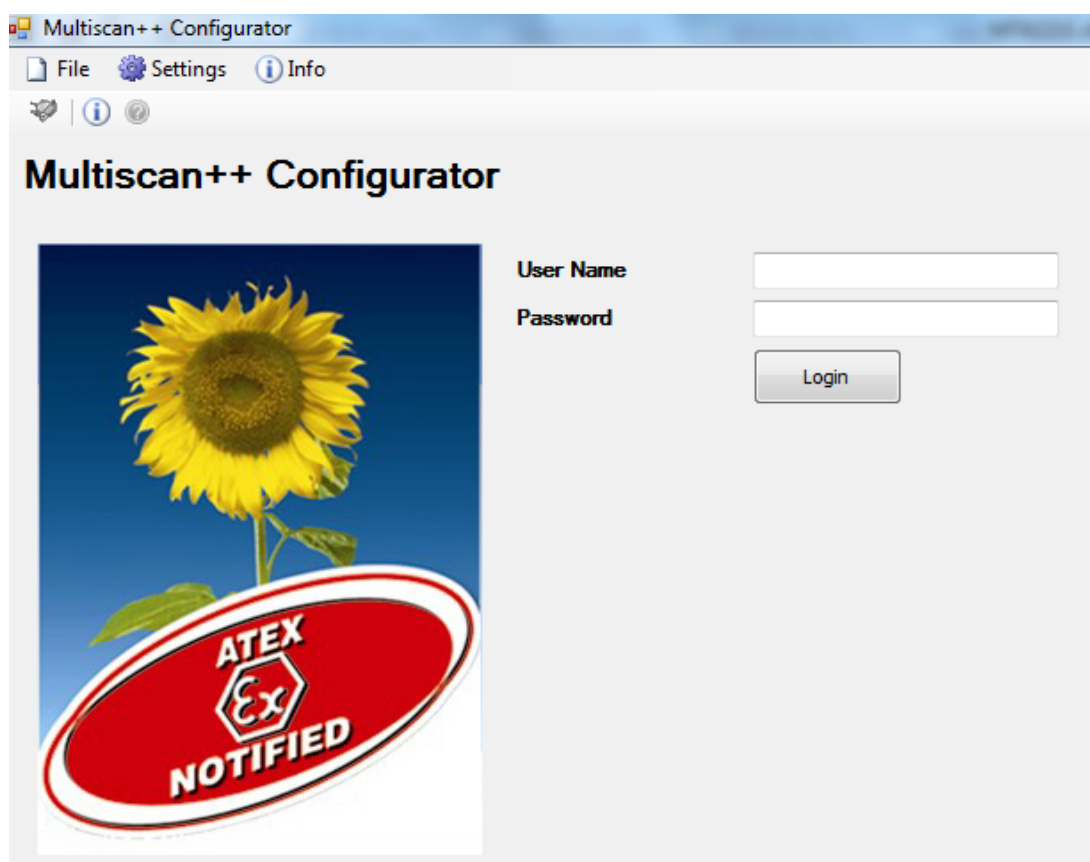 Multiscan++ Configurator
File Settings Info
Multiscan++ Configurator
User Name
Password
Login
ATEX
Ex
NOTIFIED